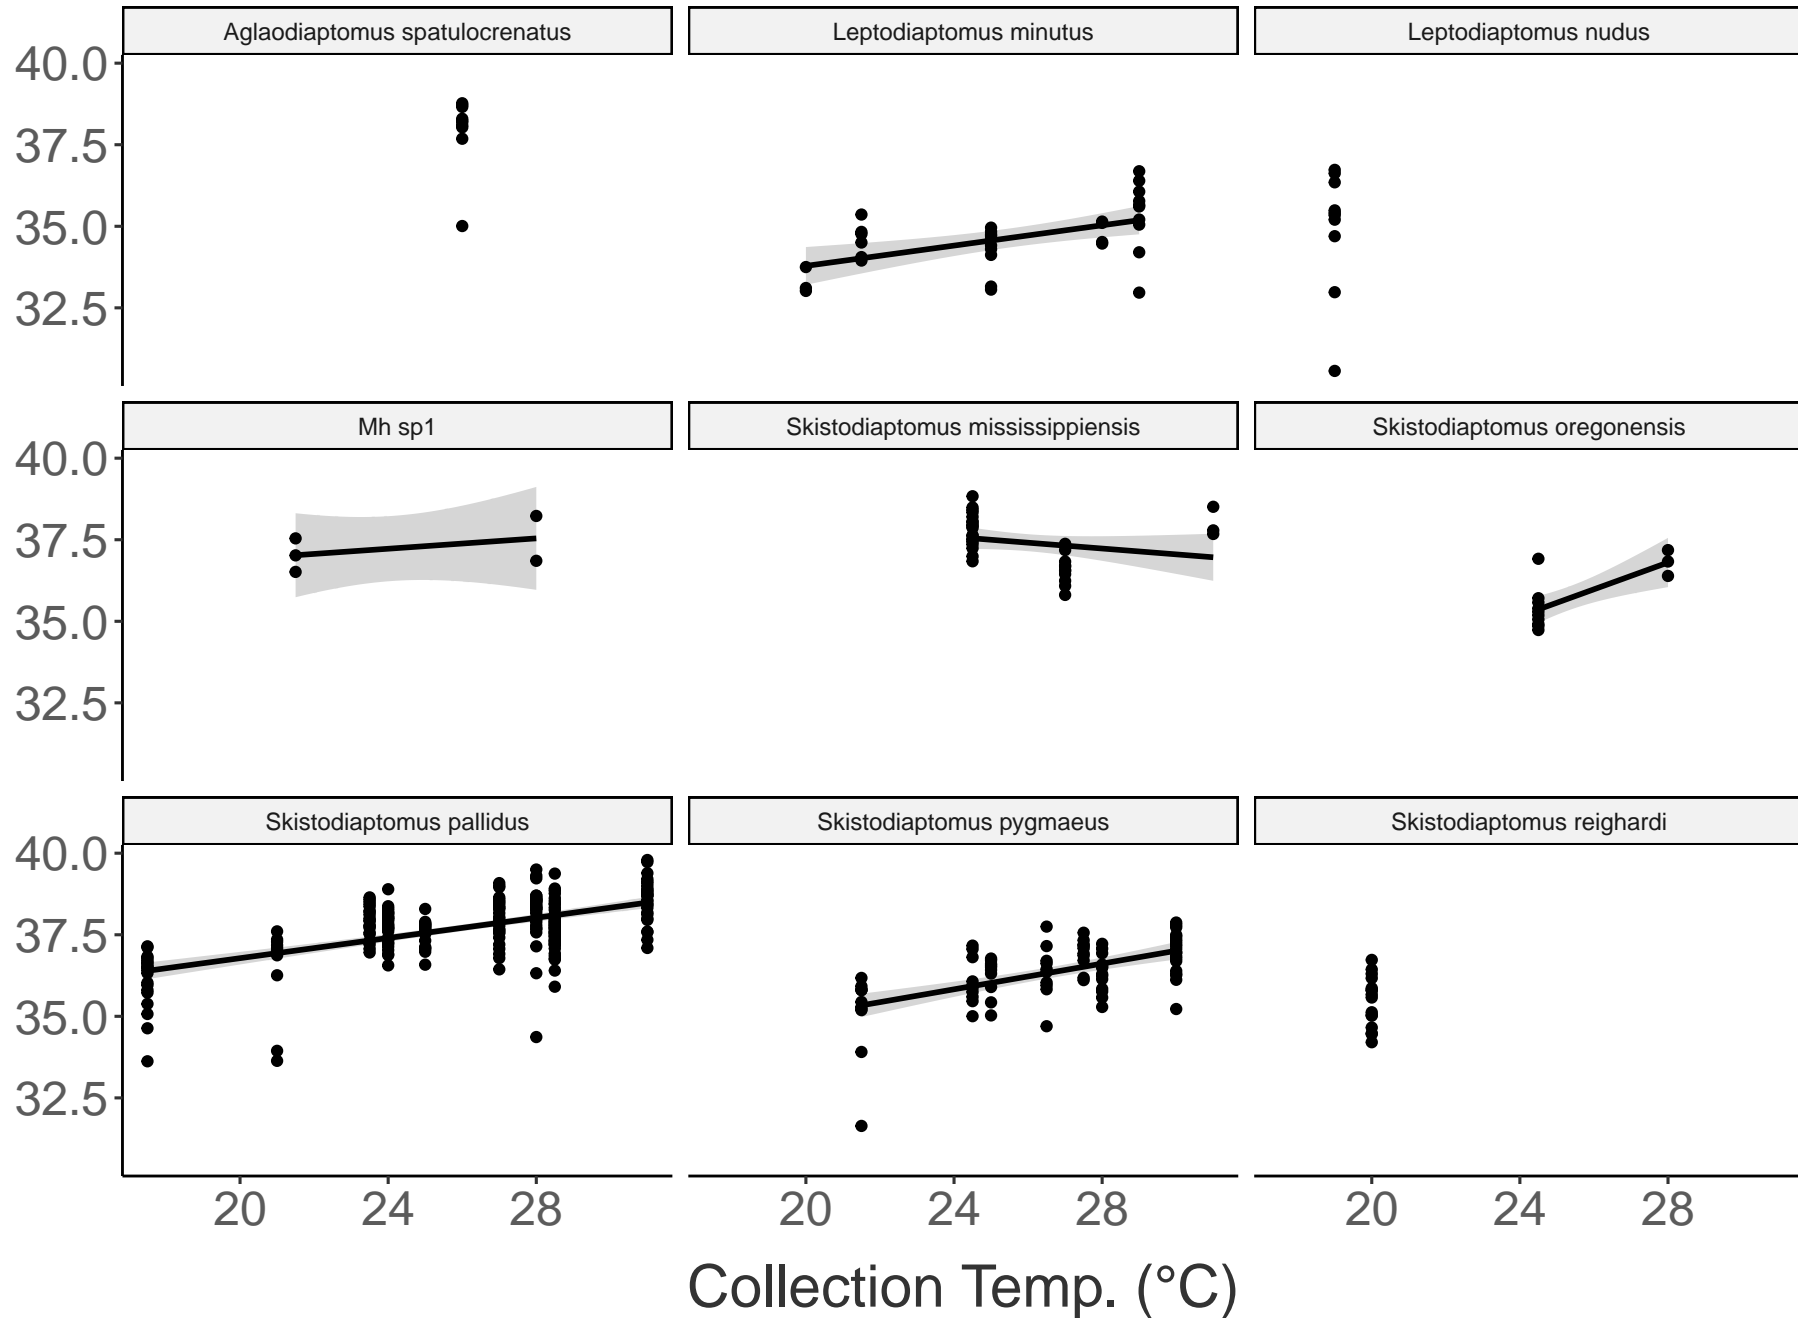 Aglaodiaptomus spatulocrenatus Leptodiaptomus minutus Leptodiaptomus nudus
40.0
37.5
35.0
32.5
Mh sp1 Skistodiaptomus mississippiensis Skistodiaptomus oregonensis
40.0
37.5
35.0
32.5
Skistodiaptomus pallidus Skistodiaptomus pygmaeus Skistodiaptomus reighardi
40.0
37.5
35.0
32.5
20 24 28 20 24 28 20 24 28
Collection Temp. (°C)